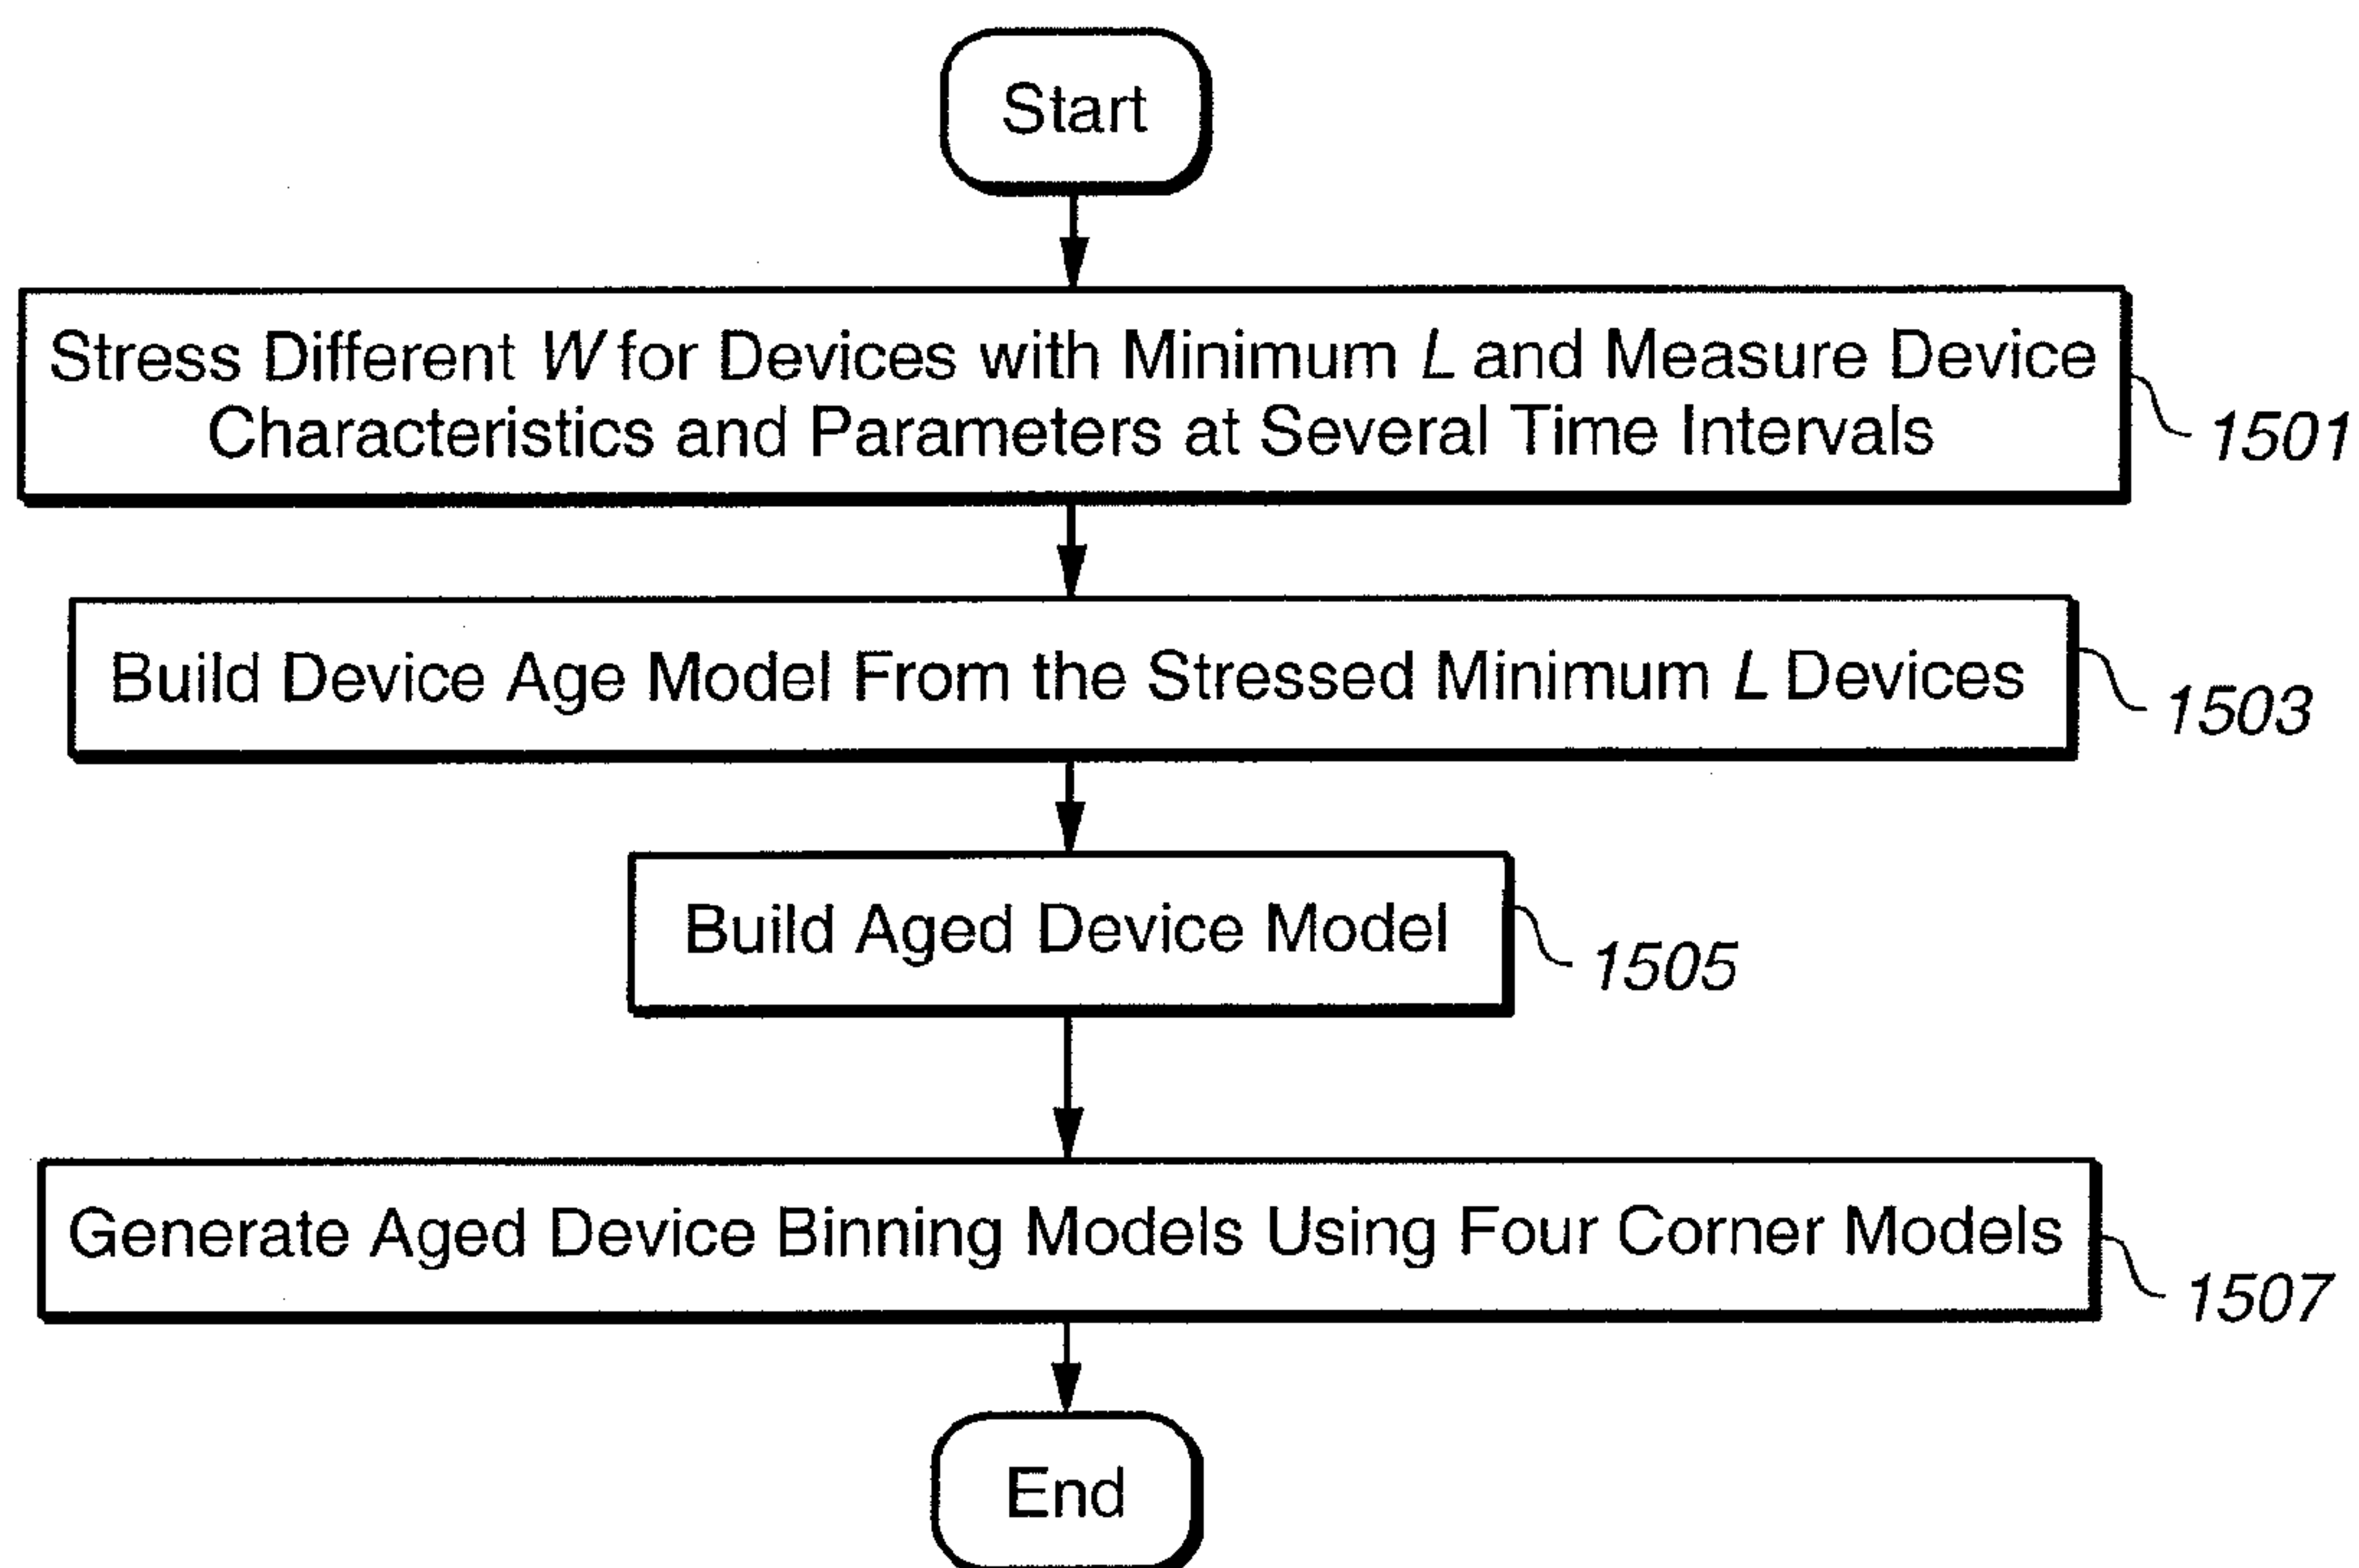 Start
Stress Different W for Devices with Minimum L and Measure Device
Characteristics and Parameters at Several Time Intervals
1501
Build Device Age Model From the Stressed Minimum L Devices
1503
Build Aged Device Model
1505
Generate Aged Device Binning Models Using Four Corner Models
1507
End